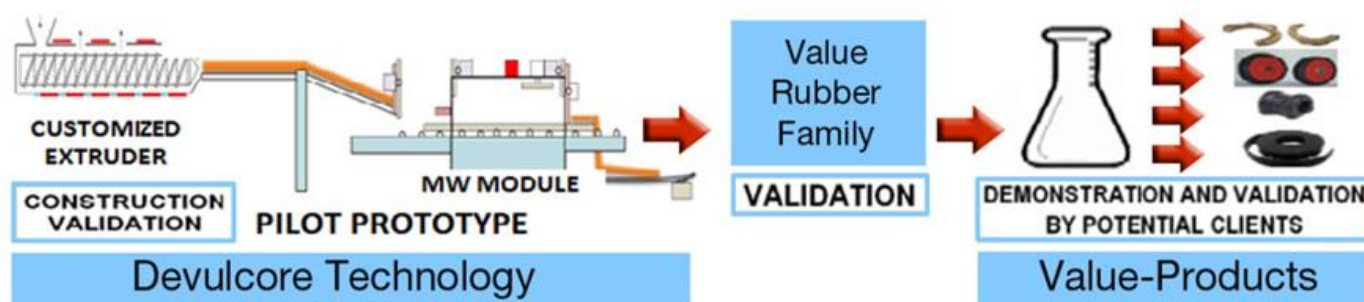 CUSTOMIZED
EXTRUDER
CONSTRUCTION
VALIDATION
MW MODULE
PILOT PROTOTYPE
Devulcore Technology
Value
Rubber
Family
VALIDATION
DEMONSTRATION AND VALIDATION
BY POTENTIAL CLIENTS
Value-Products